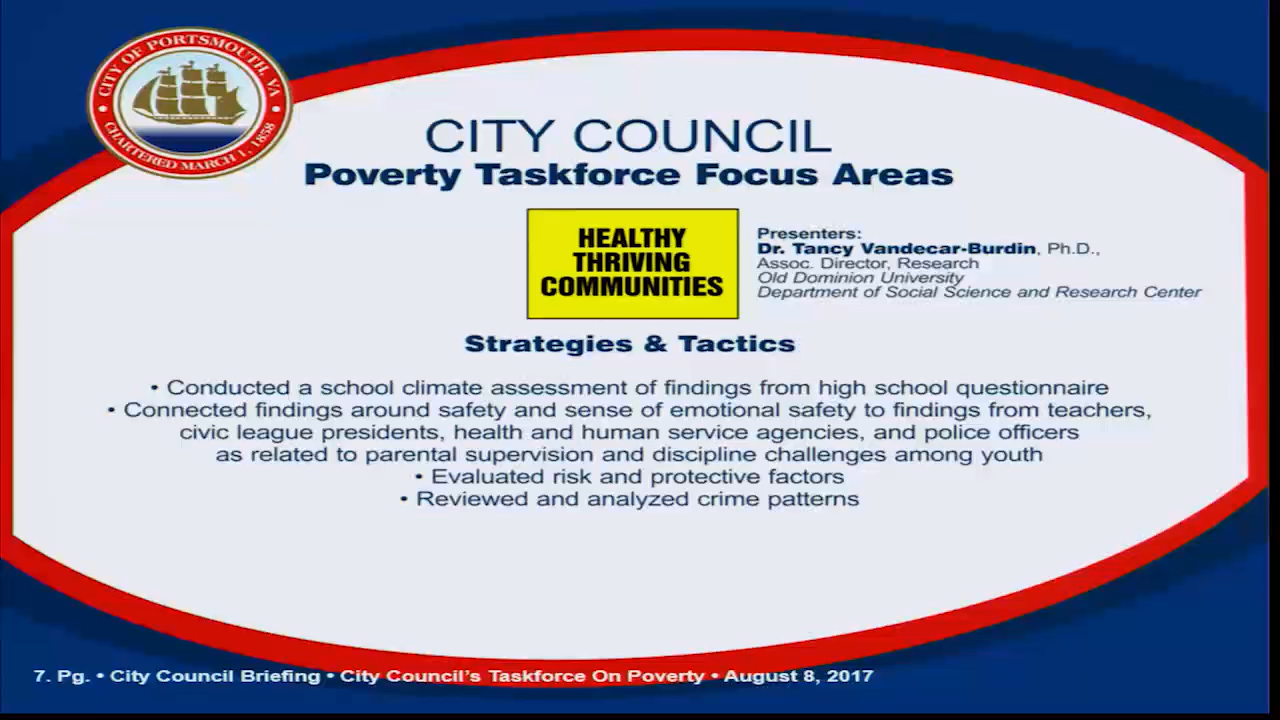 CITY OF PORTSMOUTH, VA
CHARTERED MARCH 1, 1858
CITY COUNCIL
Poverty Taskforce Focus Areas
HEALTHY
THRIVING
COMMUNITIES
Presenters:
Dr. Tancy Vandecar-Burdin, Ph.D.,
Assoc. Director, Research
Old Dominion University
Department of Social Science and Research Center
Strategies & Tactics
• Conducted a school climate assessment of findings from high school questionnaire
• Connected findings around safety and sense of emotional safety to findings from teachers,
civic league presidents, health and human service agencies, and police officers
as related to parental supervision and discipline challenges among youth
• Evaluated risk and protective factors
• Reviewed and analyzed crime patterns
7. Pg. • City Council Briefing • City Council's Taskforce On Poverty • August 8, 2017